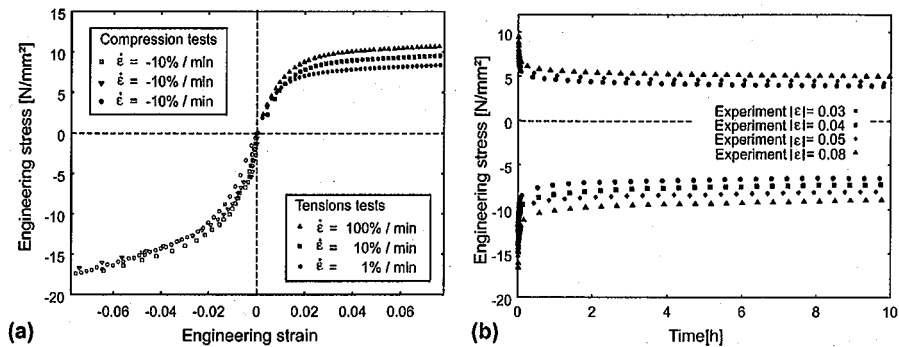 Engineering stress [N/mm²]
15
10
5
0
-5
-10
-15
-20
Compression tests
ε̇ = -10% / min
ε̇ = -10% / min
ε̇ = -10% / min
Tensions tests
ε̇ = 100% / min
ε̇ = 10% / min
ε̇ = 1% / min
-0.06 -0.04 -0.02 0 0.02 0.04 0.06
(a)
Engineering strain
Engineering stress [N/mm²]
10
5
0
-5
-10
-15
-20
Experiment |ε|= 0.03
Experiment |ε|= 0.04
Experiment |ε|= 0.05
Experiment |ε|= 0.08
0 2 4 6 8 10
(b)
Time[h]